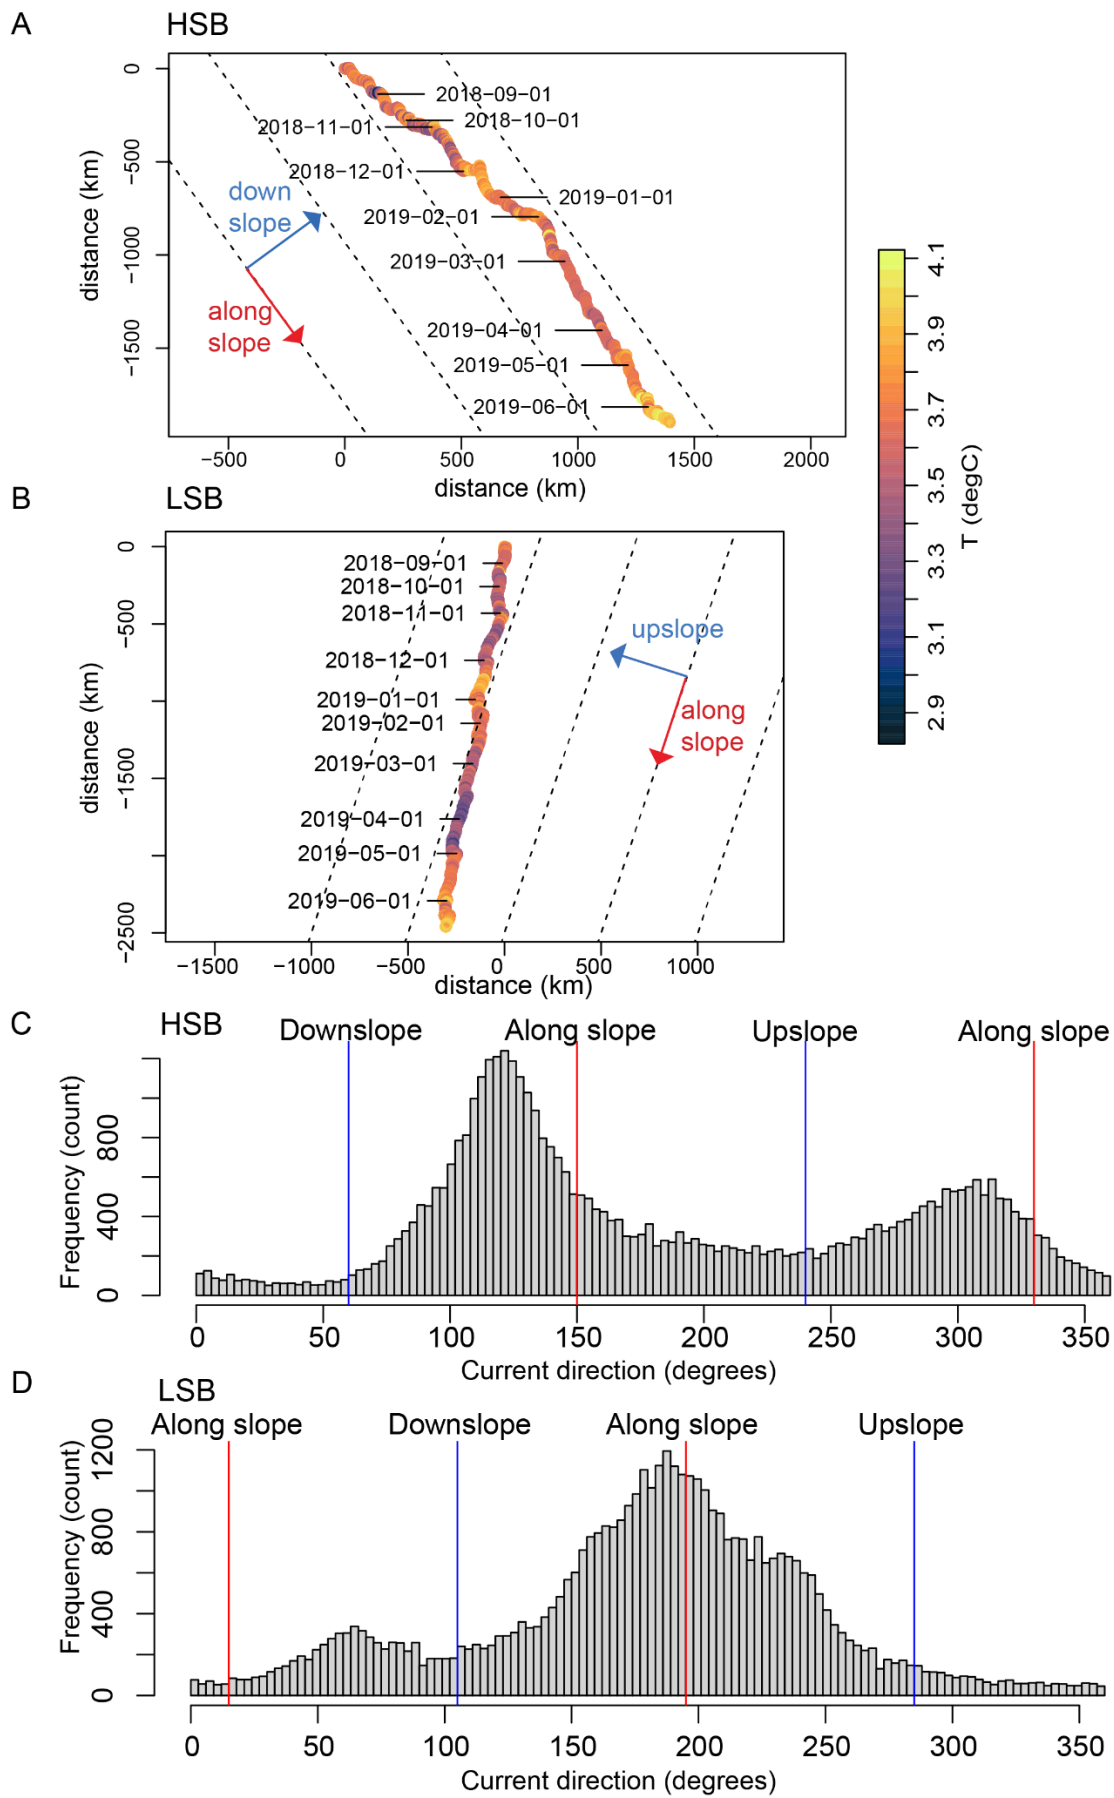 A
HSB
0
−500
−1000
−1500
distance (km)
2018−09−01
2018−10−01
2018−11−01
2018−12−01
2019−01−01
2019−02−01
2019−03−01
2019−04−01
2019−05−01
2019−06−01
down
slope
along
slope
−500
0
500
1000
1500
2000
distance (km)
4.1
3.9
3.7
3.5
3.3
3.1
2.9
T (degC)
B
LSB
0
−500
−1500
−2500
distance (km)
2018−09−01
2018−10−01
2018−11−01
2018−12−01
2019−01−01
2019−02−01
2019−03−01
2019−04−01
2019−05−01
2019−06−01
upslope
along
slope
−1500
−1000
−500
0
500
1000
distance (km)
C
HSB
Downslope
Along slope
Upslope
Along slope
Frequency (count)
0
400
800
0
50
100
150
200
250
300
350
Current direction (degrees)
D
LSB
Along slope
Downslope
Along slope
Upslope
Frequency (count)
0
400
800
1200
0
50
100
150
200
250
300
350
Current direction (degrees)